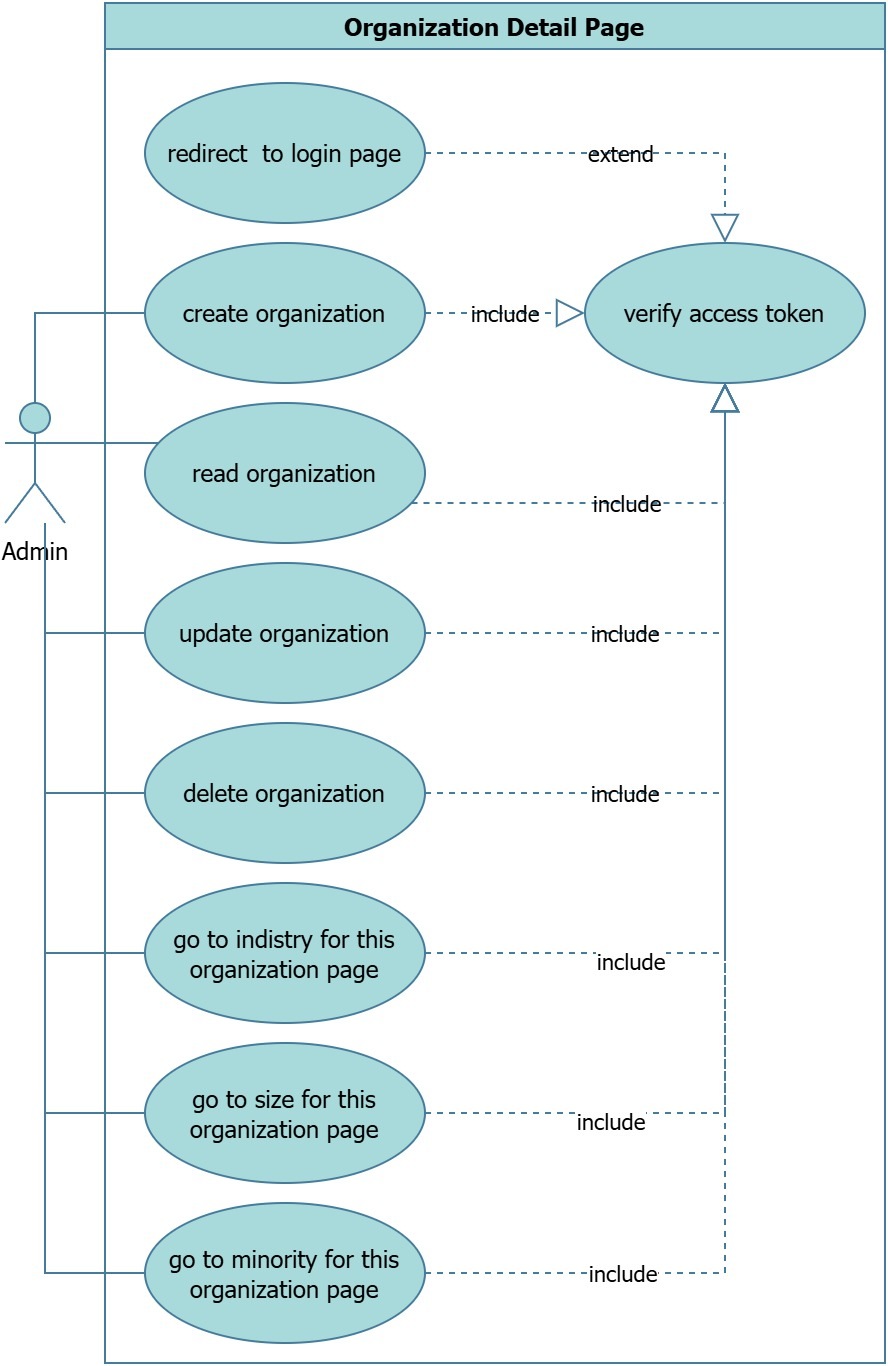 Organization Detail Page
redirect  to login page
extend
create organization
include
verify access token
read organization
include
Admin
update organization
include
delete organization
include
go to indistry for this
organization page
include
go to size for this
organization page
include
go to minority for this
organization page
include